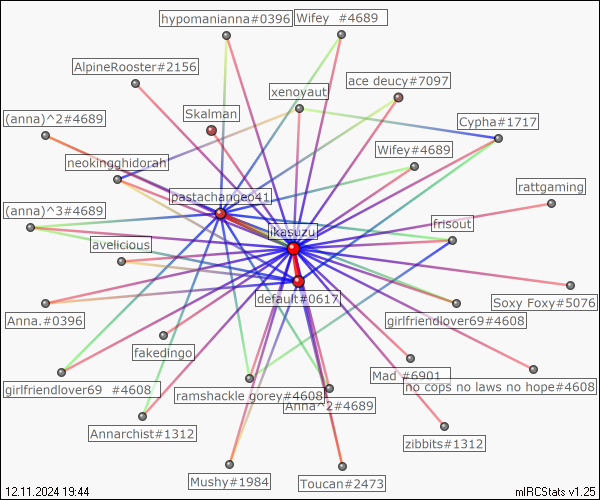 hypomanianna#0396
Wifey  #4689
AlpineRooster#2156
ace deucy#7097
xenoyaut
(anna)^2#4689
Skalman
Cypha#1717
neokingghidorah
Wifey#4689
rattgaming
pastachangeo41
(anna)^3#4689
ikasuzu
frisout
avelicious
default#0617
Soxy Foxy#5076
Anna.#0396
girlfriendlover69#4608
fakedingo
Mad_#6901
girlfriendlover69  #4608
no cops no laws no hope#4608
ramshackle gorey#4608
Anna^2#4689
Annarchist#1312
zibbits#1312
Mushy#1984
Toucan#2473
12.11.2024 19:44
mIRCStats v1.25